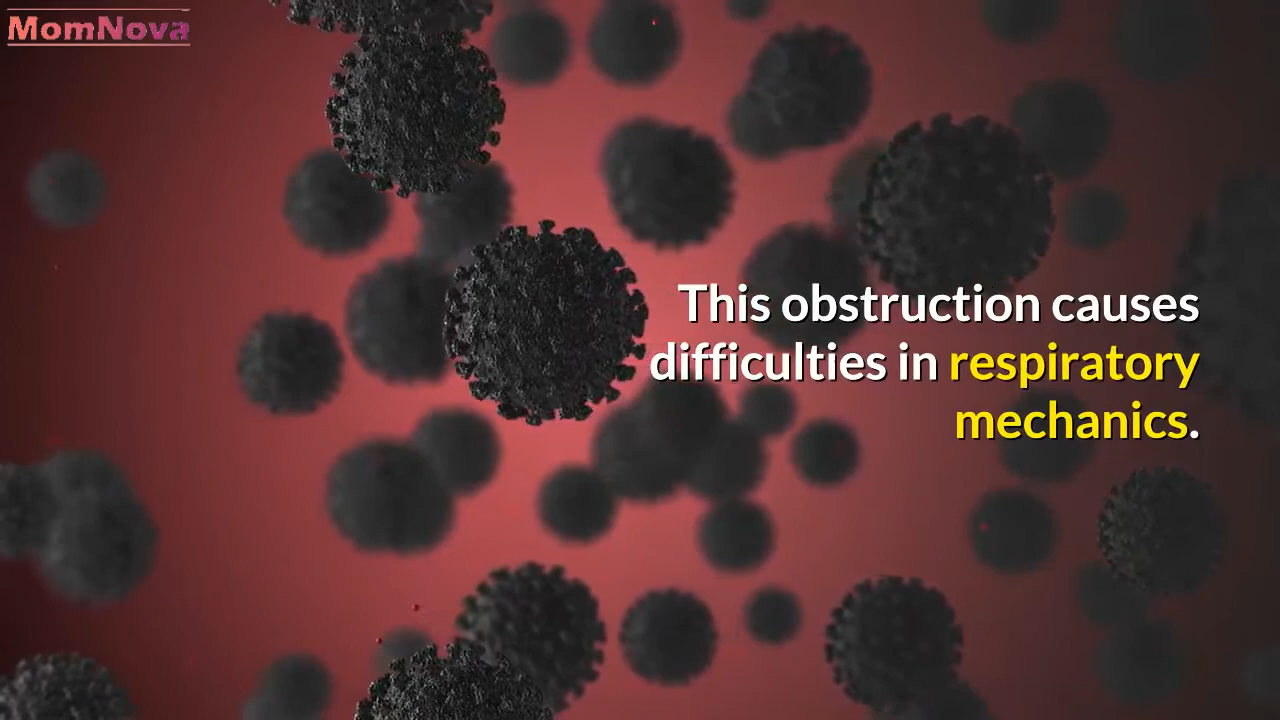 MomNova
This obstruction causes
difficulties in respiratory
mechanics.